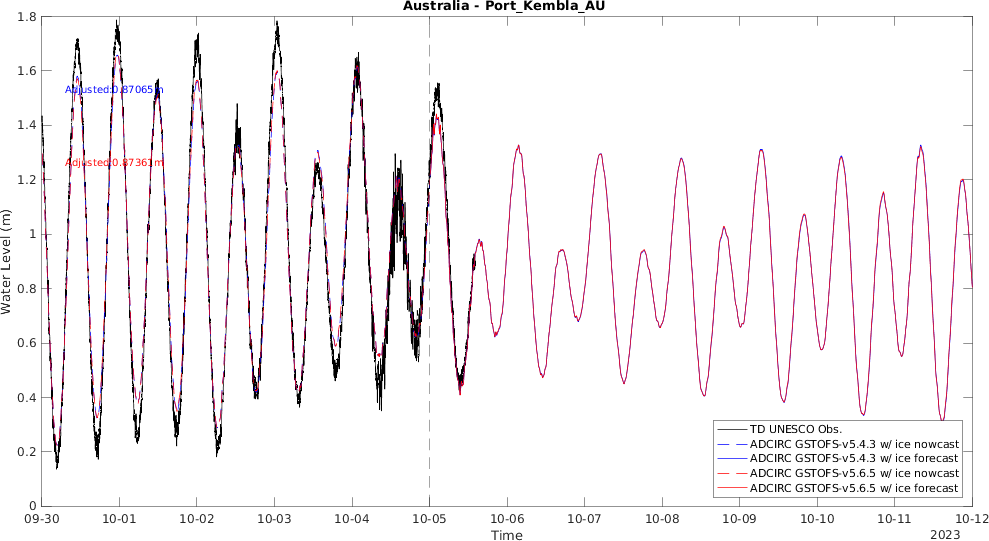 Australia - Port_Kembla_AU
1.8
1.6
1.4
1.2
1
0.8
0.6
0.4
0.2
0
Water Level (m)
Adjusted:0.87065m
Adjusted:0.87361m
TD UNESCO Obs.
ADCIRC GSTOFS-v5.4.3 w/ ice nowcast
ADCIRC GSTOFS-v5.4.3 w/ ice forecast
ADCIRC GSTOFS-v5.6.5 w/ ice nowcast
ADCIRC GSTOFS-v5.6.5 w/ ice forecast
09-30 10-01 10-02 10-03 10-04 10-05 10-06 10-07 10-08 10-09 10-10 10-11 10-12
Time
2023